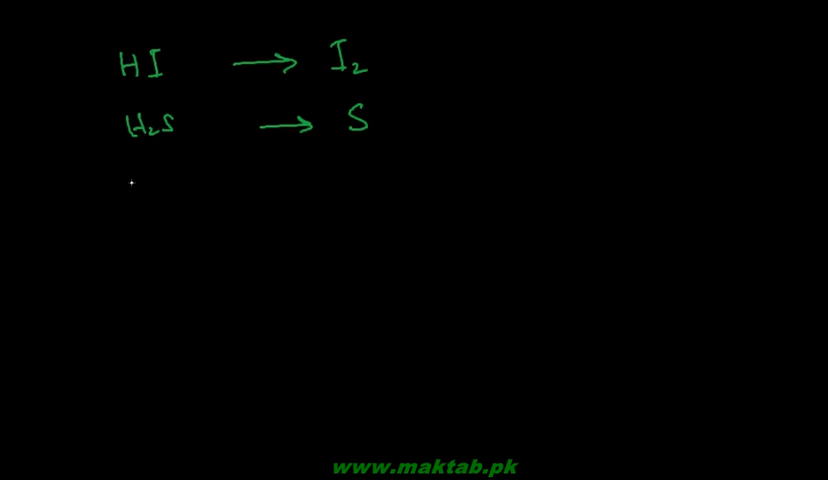 HI → I₂
H₂S → S
www.maktab.pk